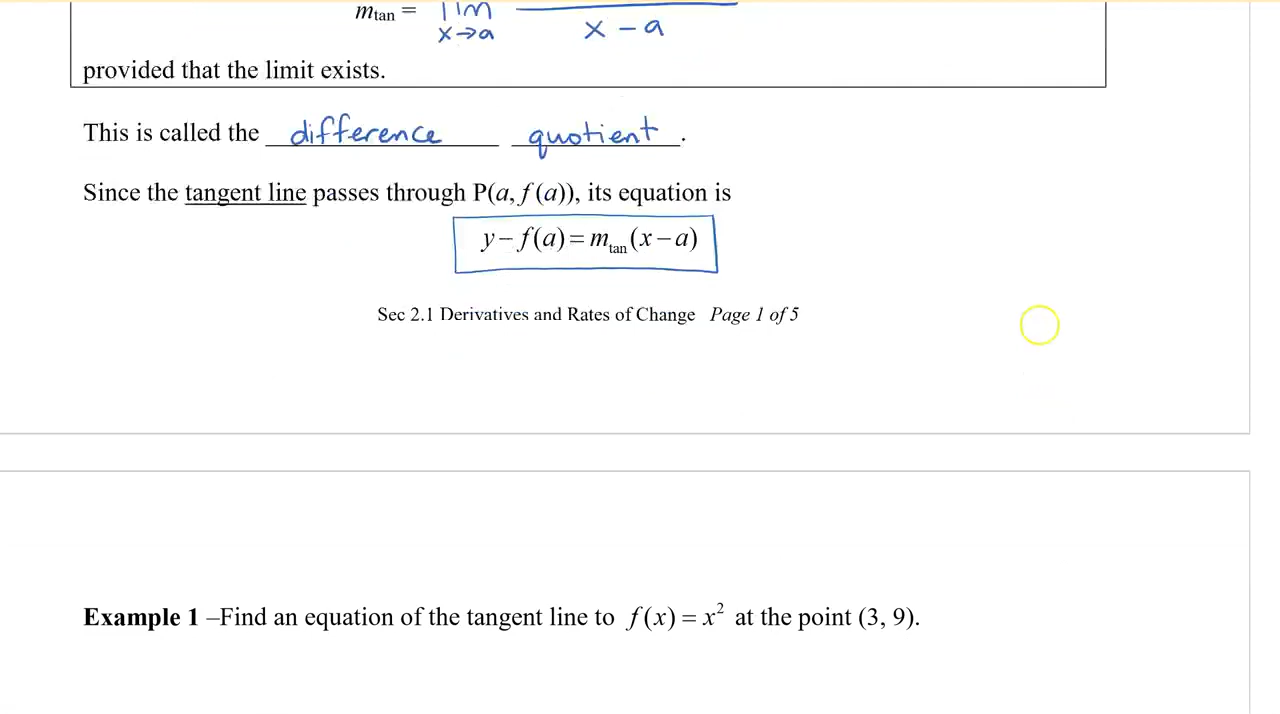 m_tan = lim
x→a x - a
provided that the limit exists.
This is called the difference quotient.
Since the tangent line passes through P(a, f(a)), its equation is
y − f(a) = m_tan (x − a)
Sec 2.1 Derivatives and Rates of Change Page 1 of 5
Example 1 –Find an equation of the tangent line to f(x) = x² at the point (3, 9).